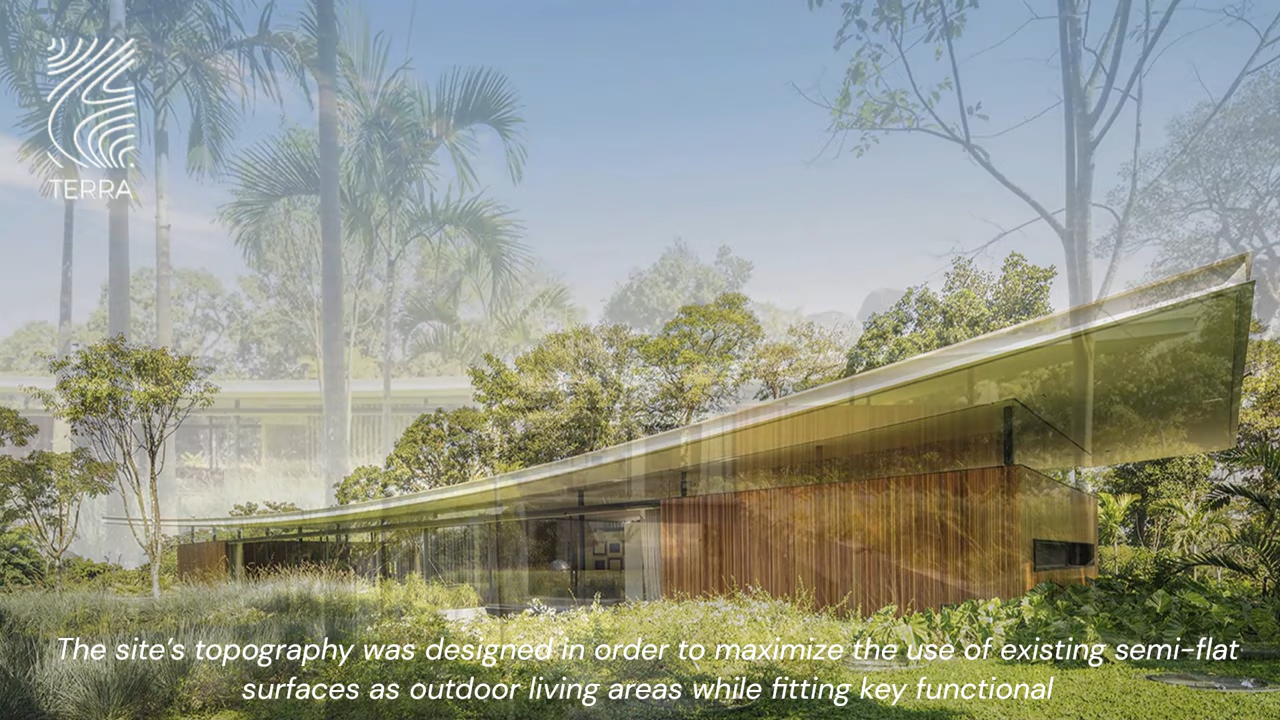 TERRA
The site's topography was designed in order to maximize the use of existing semi-flat
surfaces as outdoor living areas while fitting key functional